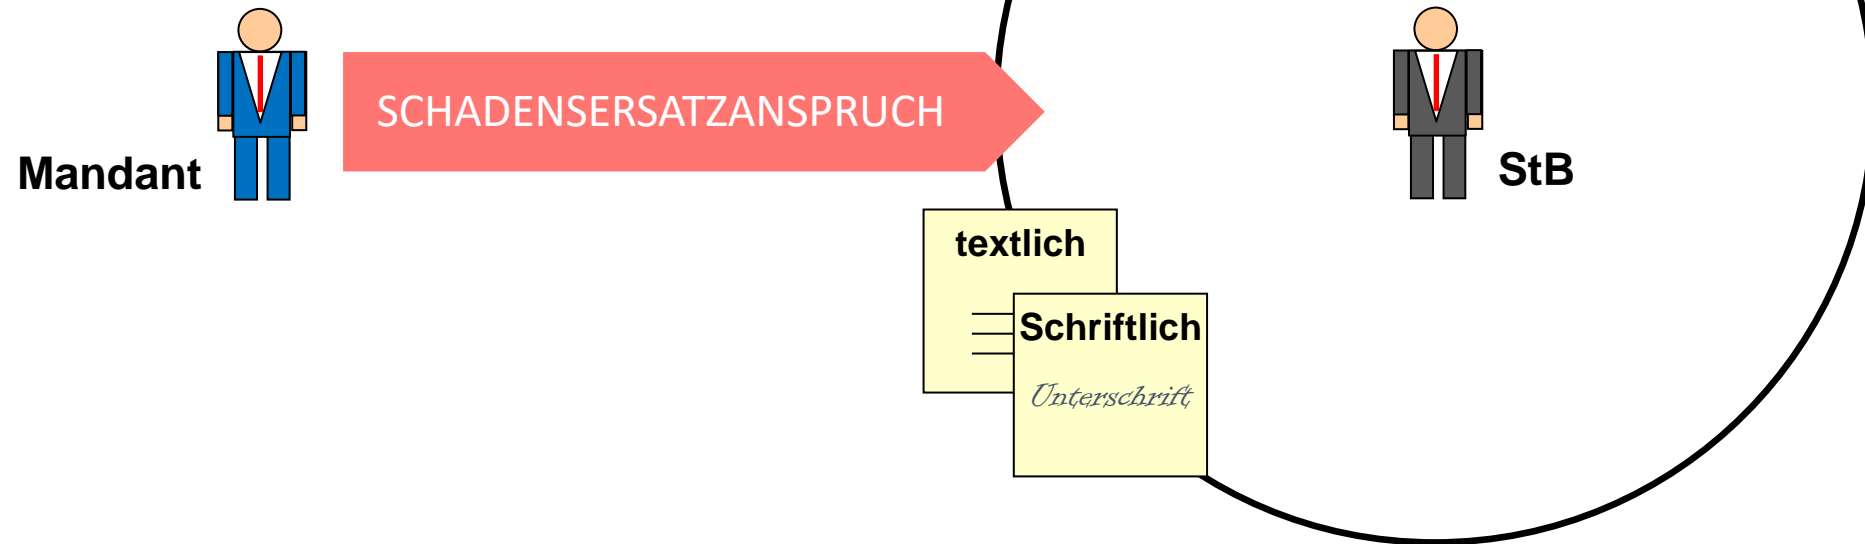 SCHADENSERSATZANSPRUCH
Mandant
StB
textlich
Schriftlich
Unterschrift